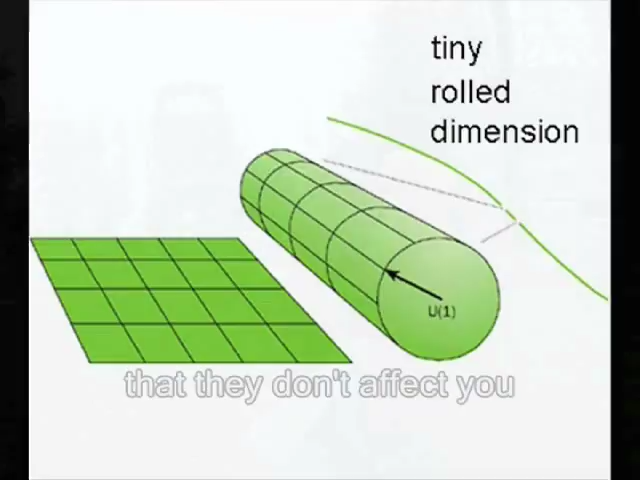 tiny
rolled
dimension
U(1)
that they don't affect you